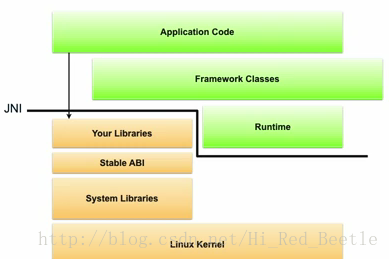 Application Code
Framework Classes
JNI
Runtime
Your Libraries
Stable ABI
System Libraries
http://blog.csdn.net/Hi_Red_Beetle
Linux Kernel